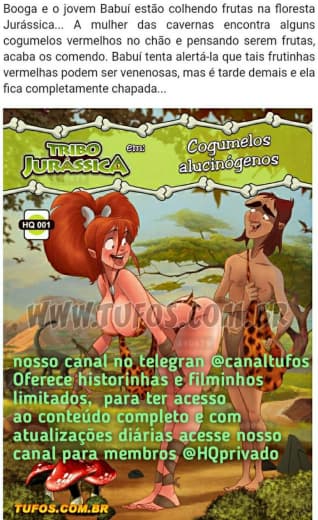 Booga e o jovem Babuí estão colhendo frutas na floresta
Jurássica... A mulher das cavernas encontra alguns
cogumelos vermelhos no chão e pensando serem frutas,
acaba os comendo. Babuí tenta alertá-la que tais frutinhas
vermelhas podem ser venenosas, mas é tarde demais e ela
fica completamente chapada...
TRIBO
JURÁSSICA
em:
Cogumelos
alucinógenos
HQ 001
WWW.TUFOS.COM.BR
nosso canal no telegran @canaltufos
Oferece historinhas e filminhos
limitados, para ter acesso
ao conteúdo completo e com
atualizações diárias acesse nosso
canal para membros @HQprivado
TUFOS.COM.BR